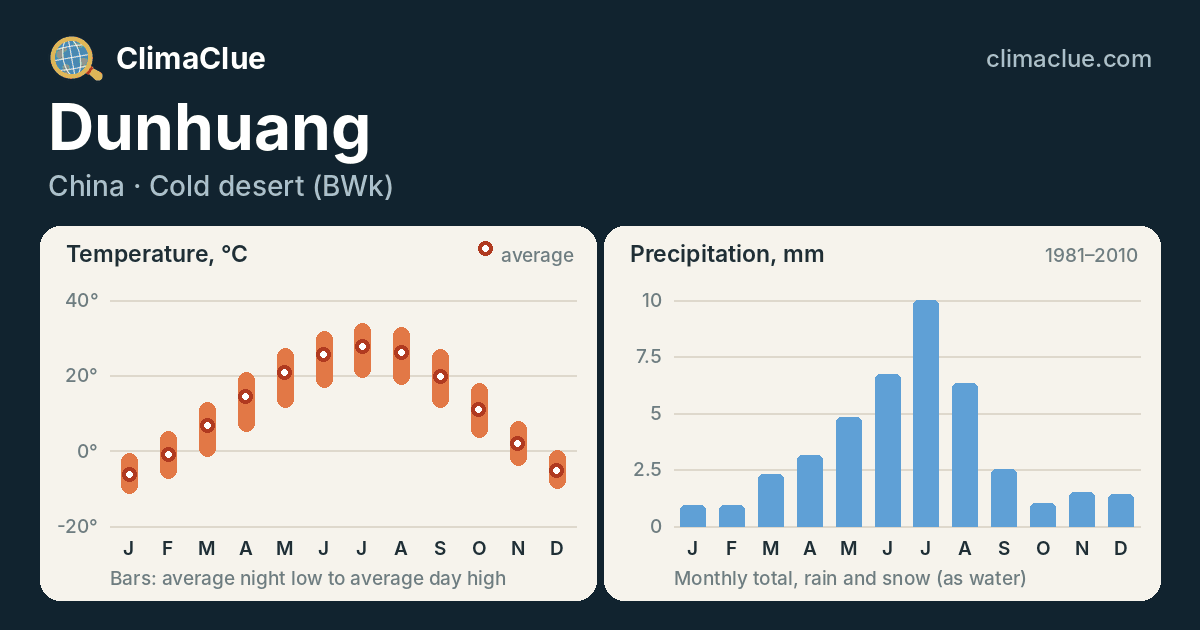 ClimaClue
climaclue.com
Dunhuang
China · Cold desert (BWk)
Temperature, °C
average
40°
20°
0°
-20°
J F M A M J J A S O N D
Bars: average night low to average day high
Precipitation, mm
1981–2010
10
7.5
5
2.5
0
J F M A M J J A S O N D
Monthly total, rain and snow (as water)